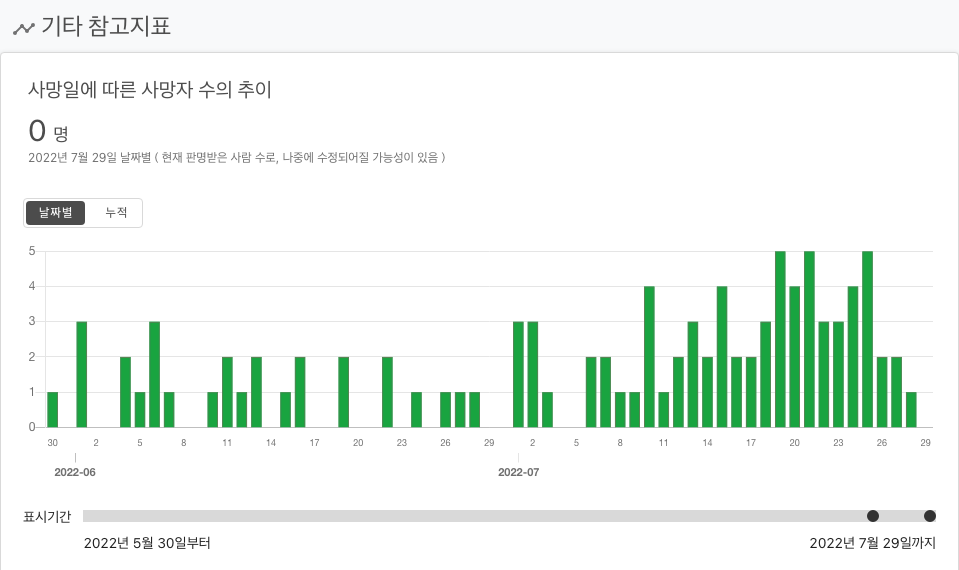 기타 참고지표
사망일에 따른 사망자 수의 추이
0 명
2022년 7월 29일 날짜별 ( 현재 판명받은 사람 수로, 나중에 수정되어질 가능성이 있음 )
날짜별 누적
5
4
3
2
1
0
30 2 5 8 11 14 17 20 23 26 29 2 5 8 11 14 17 20 23 26 29
2022-06 2022-07
표시기간
2022년 5월 30일부터 2022년 7월 29일까지